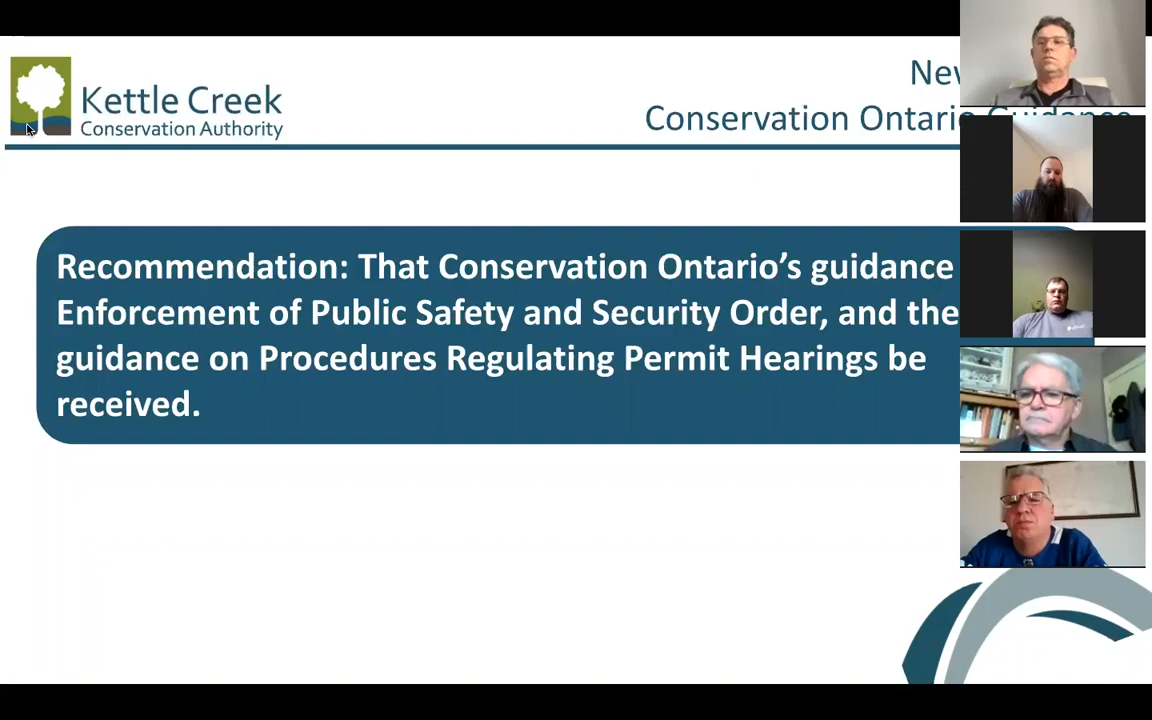 Kettle Creek
Conservation Authority
Conservation Ontario
Recommendation: That Conservation Ontario's guidance
Enforcement of Public Safety and Security Order, and the
guidance on Procedures Regulating Permit Hearings be
received.